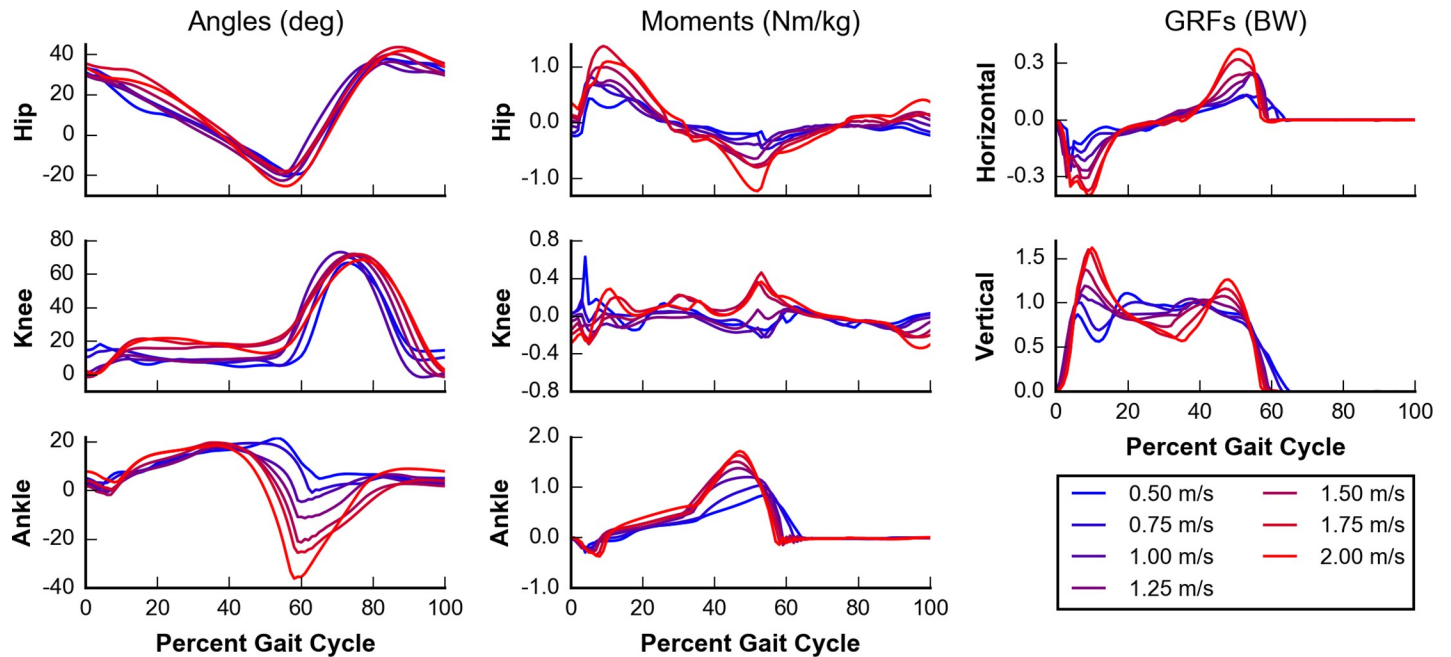 Angles (deg)
Moments (Nm/kg)
GRFs (BW)
Hip
40
20
0
-20
Hip
1.0
0.0
-1.0
Horizontal
0.3
0.0
-0.3
Knee
80
60
40
20
0
Knee
0.8
0.4
0.0
-0.4
-0.8
Vertical
1.5
1.0
0.5
0.0
0 20 40 60 80 100
Percent Gait Cycle
Ankle
20
0
-20
-40
0 20 40 60 80 100
Percent Gait Cycle
Ankle
2.0
1.0
0.0
-1.0
0 20 40 60 80 100
Percent Gait Cycle
0.50 m/s
0.75 m/s
1.00 m/s
1.25 m/s
1.50 m/s
1.75 m/s
2.00 m/s